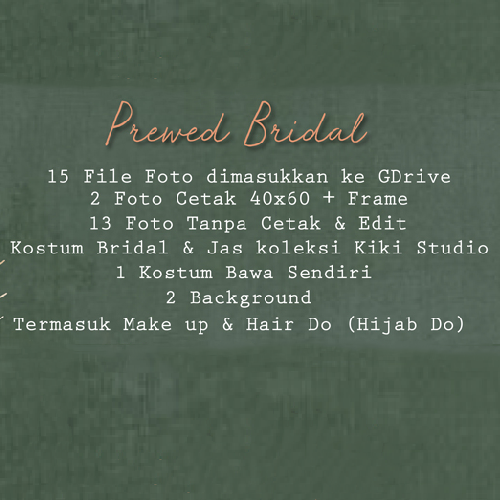 Prewed Bridal
15 File Foto dimasukkan ke GDrive
2 Foto Cetak 40x60 + Frame
13 Foto Tanpa Cetak & Edit
Kostum Bridal & Jas koleksi Kiki Studio
1 Kostum Bawa Sendiri
2 Background
Termasuk Make up & Hair Do (Hijab Do)